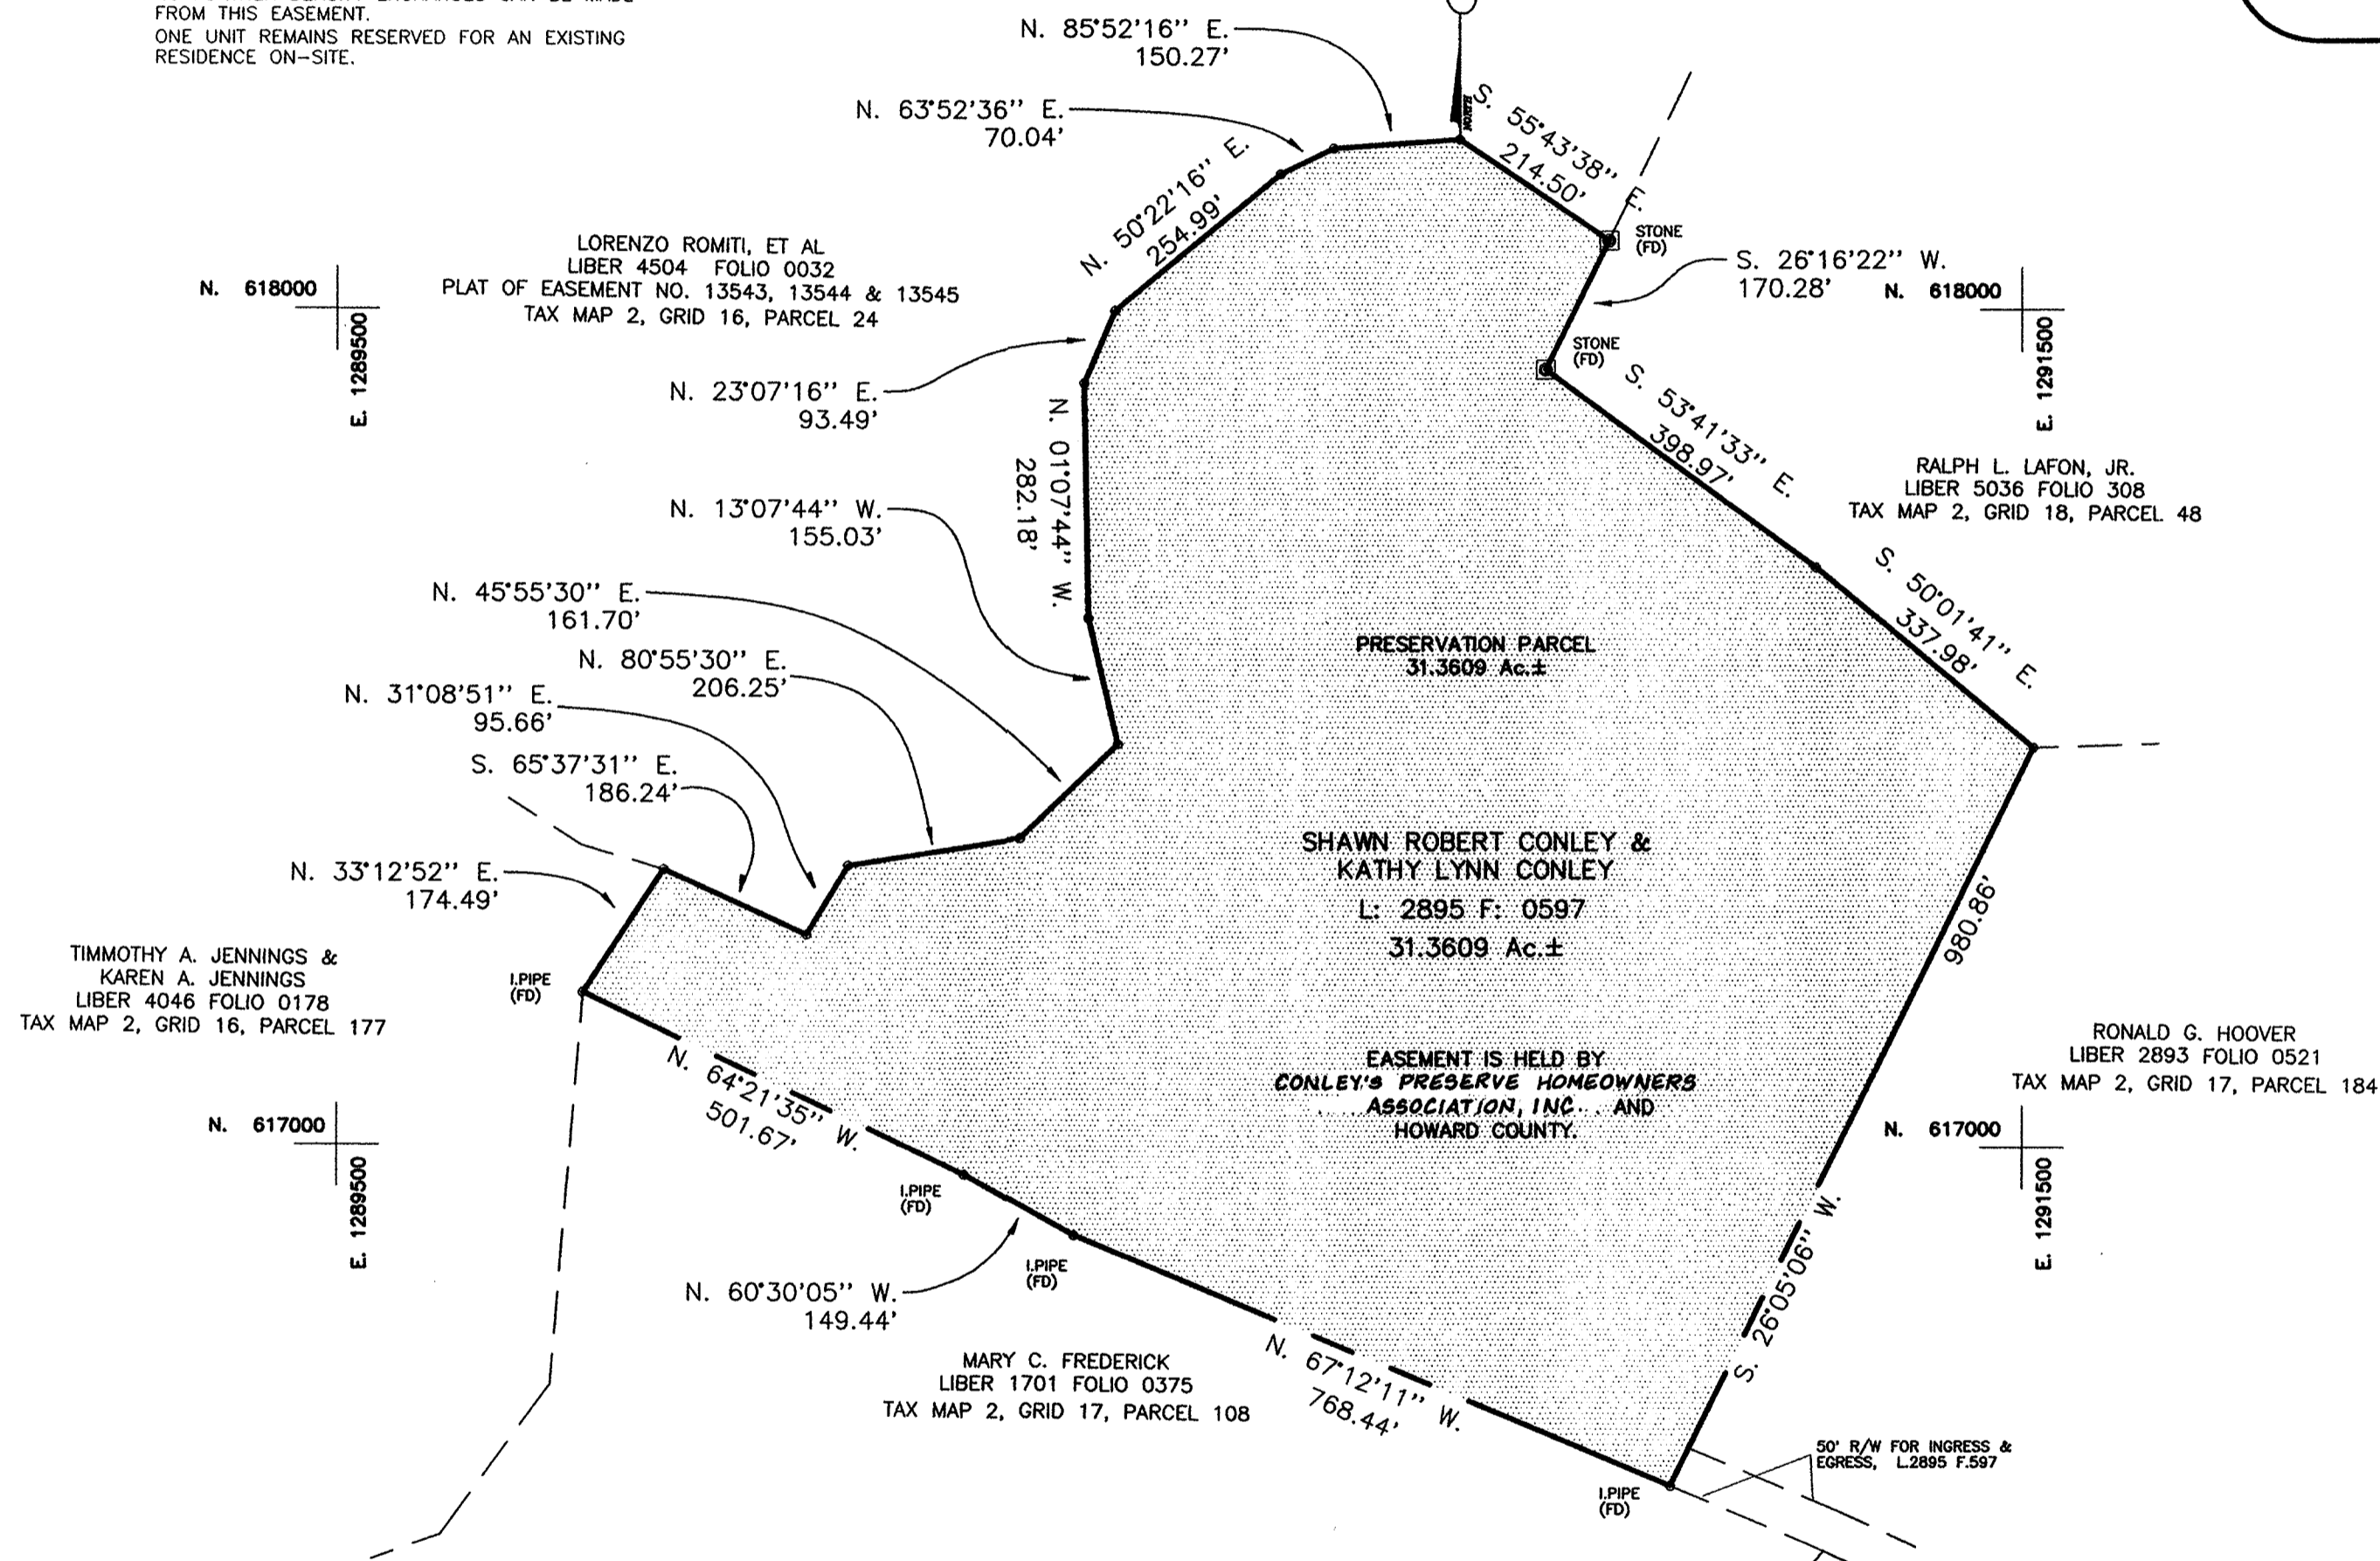 FROM THIS EASEMENT.
ONE UNIT REMAINS RESERVED FOR AN EXISTING
RESIDENCE ON-SITE.
N. 85°52'16" E.
150.27'
N. 63°52'36" E.
70.04'
N. 50°22'16" E.
254.99'
S. 55°43'38" E.
214.50'
STONE
(FD)
S. 26°16'22" W.
170.28'
STONE
(FD)
N. 618000
E. 1289500
LORENZO ROMITI, ET AL
LIBER 4504 FOLIO 0032
PLAT OF EASEMENT NO. 13543, 13544 & 13545
TAX MAP 2, GRID 16, PARCEL 24
N. 618000
E. 1291500
N. 23°07'16" E.
93.49'
N. 01°07'44" W.
282.18'
S. 53°41'33" E.
398.97'
RALPH L. LAFON, JR.
LIBER 5036 FOLIO 308
TAX MAP 2, GRID 18, PARCEL 48
N. 13°07'44" W.
155.03'
S. 50°01'41" E.
337.98'
N. 45°55'30" E.
161.70'
N. 80°55'30" E.
206.25'
N. 31°08'51" E.
95.66'
S. 65°37'31" E.
186.24'
N. 33°12'52" E.
174.49'
PRESERVATION PARCEL
31.3609 Ac.±
SHAWN ROBERT CONLEY &
KATHY LYNN CONLEY
L: 2895 F: 0597
31.3609 Ac.±
980.86'
S. 26°05'06" W.
TIMMOTHY A. JENNINGS &
KAREN A. JENNINGS
LIBER 4046 FOLIO 0178
TAX MAP 2, GRID 16, PARCEL 177
I.PIPE
(FD)
N. 64°21'35" W.
501.67'
EASEMENT IS HELD BY
CONLEY'S PRESERVE HOMEOWNERS
ASSOCIATION, INC. AND
HOWARD COUNTY.
RONALD G. HOOVER
LIBER 2893 FOLIO 0521
TAX MAP 2, GRID 17, PARCEL 184
N. 617000
E. 1289500
N. 617000
E. 1291500
I.PIPE
(FD)
I.PIPE
(FD)
N. 60°30'05" W.
149.44'
MARY C. FREDERICK
LIBER 1701 FOLIO 0375
TAX MAP 2, GRID 17, PARCEL 108
N. 67°12'11" W.
768.44'
50' R/W FOR INGRESS &
EGRESS, L.2895 F.597
I.PIPE
(FD)